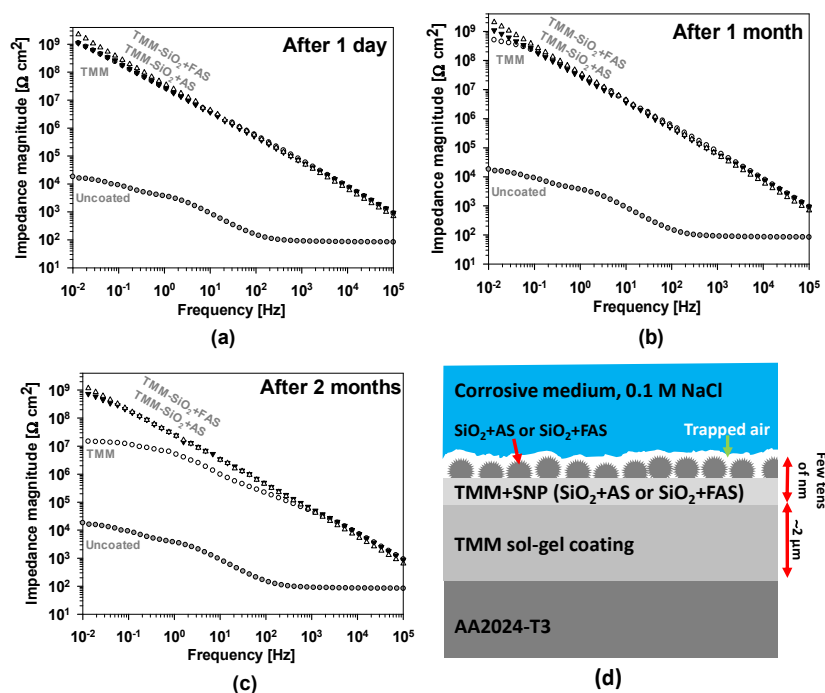 After 1 day
Impedance magnitude [Ω cm²]
10⁹
10⁸
10⁷
10⁶
10⁵
10⁴
10³
10²
10¹
TMM-SiO₂+FAS
TMM-SiO₂+AS
TMM
Uncoated
10⁻² 10⁻¹ 10⁰ 10¹ 10² 10³ 10⁴ 10⁵
Frequency [Hz]
(a)
After 1 month
Impedance magnitude [Ω cm²]
10⁹
10⁸
10⁷
10⁶
10⁵
10⁴
10³
10²
10¹
TMM-SiO₂+FAS
TMM-SiO₂+AS
TMM
Uncoated
10⁻² 10⁻¹ 10⁰ 10¹ 10² 10³ 10⁴ 10⁵
Frequency [Hz]
(b)
After 2 months
Impedance magnitude [Ω cm²]
10⁹
10⁸
10⁷
10⁶
10⁵
10⁴
10³
10²
10¹
TMM-SiO₂+FAS
TMM-SiO₂+AS
TMM
Uncoated
10⁻² 10⁻¹ 10⁰ 10¹ 10² 10³ 10⁴ 10⁵
Frequency [Hz]
(c)
Corrosive medium, 0.1 M NaCl
SiO₂+AS or SiO₂+FAS
Trapped air
TMM+SNP (SiO₂+AS or SiO₂+FAS)
TMM sol-gel coating
AA2024-T3
Few tens
of nm
~2 μm
(d)